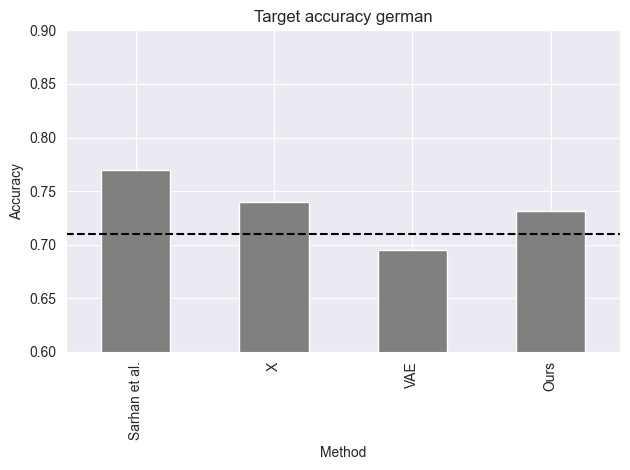 Target accuracy german
0.90
0.85
0.80
0.75
0.70
0.65
0.60
Accuracy
Sarhan et al.
X
VAE
Ours
Method